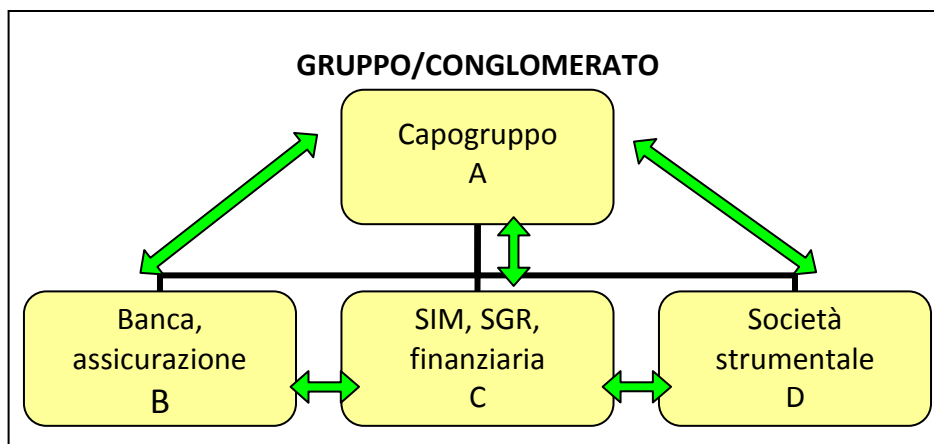 GRUPPO/CONGLOMERATO
Capogruppo
A
Banca,
assicurazione
B
SIM, SGR,
finanziaria
C
Società
strumentale
D